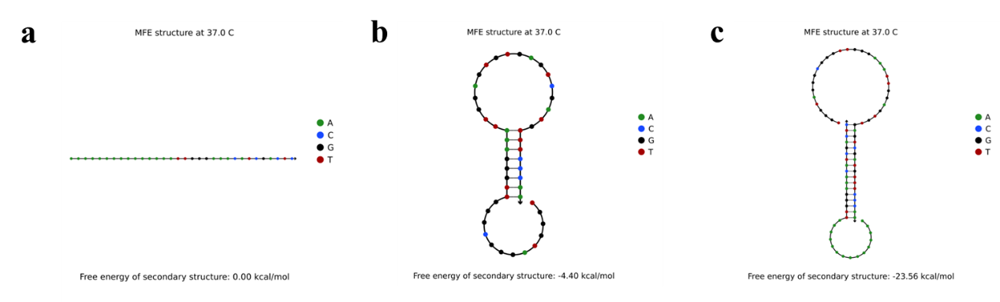 a
MFE structure at 37.0 C
A
C
G
T
Free energy of secondary structure: 0.00 kcal/mol
b
MFE structure at 37.0 C
A
C
G
T
Free energy of secondary structure: -4.40 kcal/mol
c
MFE structure at 37.0 C
A
C
G
T
Free energy of secondary structure: -23.56 kcal/mol